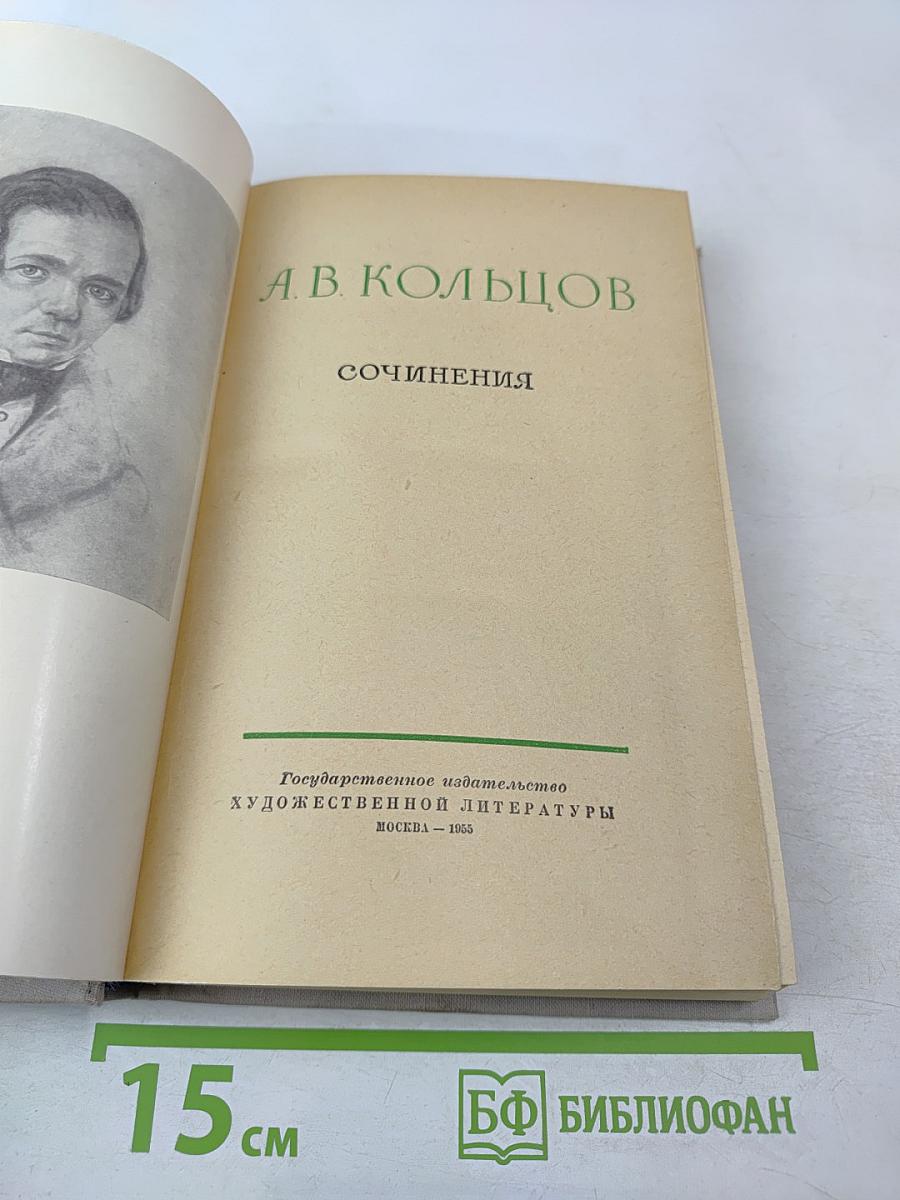 А. В. КОЛЬЦОВ
СОЧИНЕНИЯ
Государственное издательство
ХУДОЖЕСТВЕННОЙ ЛИТЕРАТУРЫ
МОСКВА — 1955
15 см
БФ БИБЛИОФАН